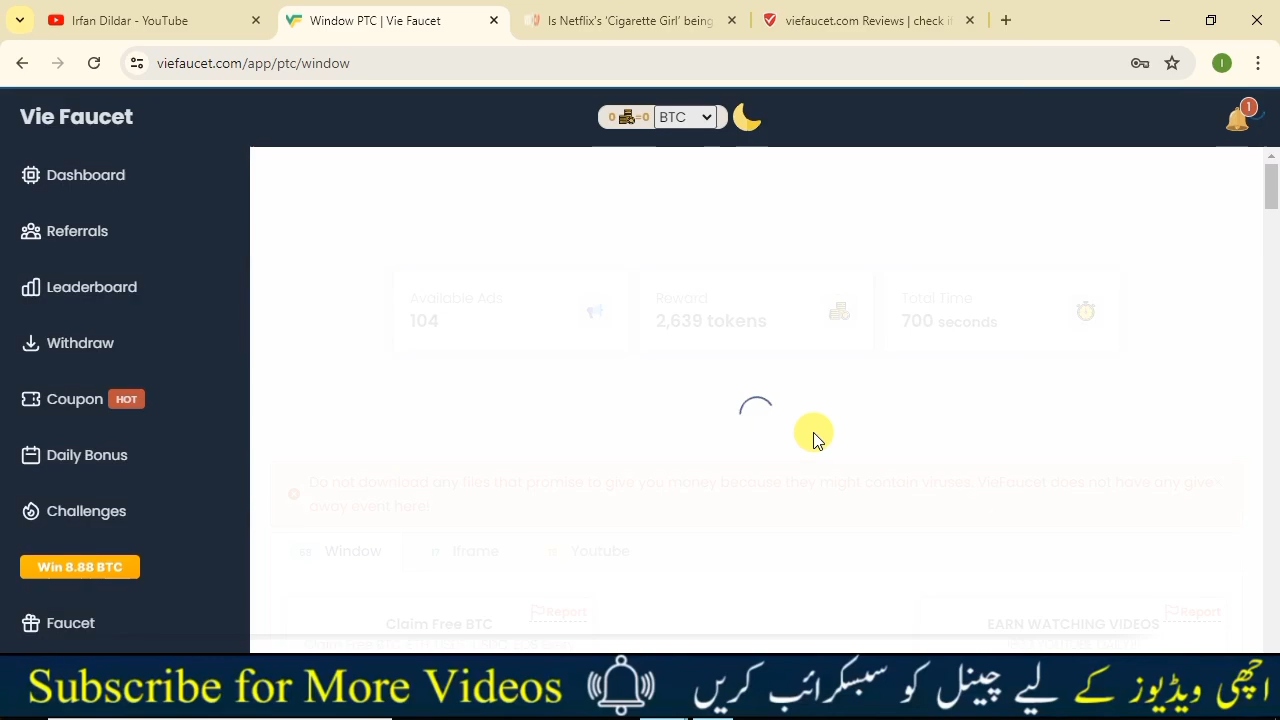 Irfan Dildar - YouTube
Window PTC | Vie Faucet
Is Netflix's 'Cigarette Girl' being
viefaucet.com Reviews | check if
viefaucet.com/app/ptc/window
I
Vie Faucet
0 =0 BTC
1
Dashboard
Referrals
Leaderboard
Withdraw
Coupon HOT
Daily Bonus
Challenges
Win 8.88 BTC
Faucet
Available Ads
104
Reward
2,639 tokens
Total Time
700 seconds
Do not download any files that promise to give you money because they might contain viruses. VieFaucet does not have any give
away event here!
Window
Iframe
Youtube
Report
Claim Free BTC
Report
EARN WATCHING VIDEOS
Subscribe for More Videos
اچھی ویڈیوز کے لیے چینل کو سبسکرائب کریں